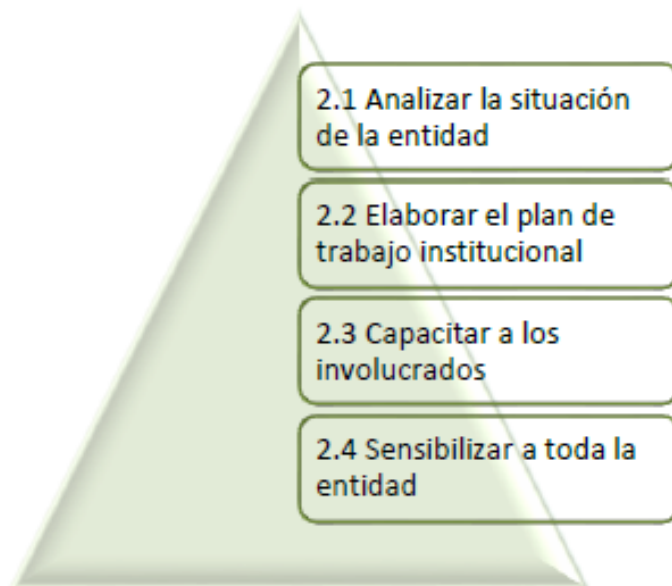 2.1 Analizar la situación
de la entidad
2.2 Elaborar el plan de
trabajo institucional
2.3 Capacitar a los
involucrados
2.4 Sensibilizar a toda la
entidad